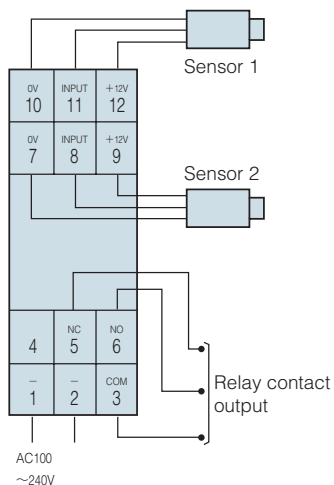 Sensor 1
0V INPUT +12V
10 11 12
0V INPUT +12V
7 8 9
Sensor 2
NC NO
4 5 6
– – COM
1 2 3
Relay contact
output
AC100
～240V